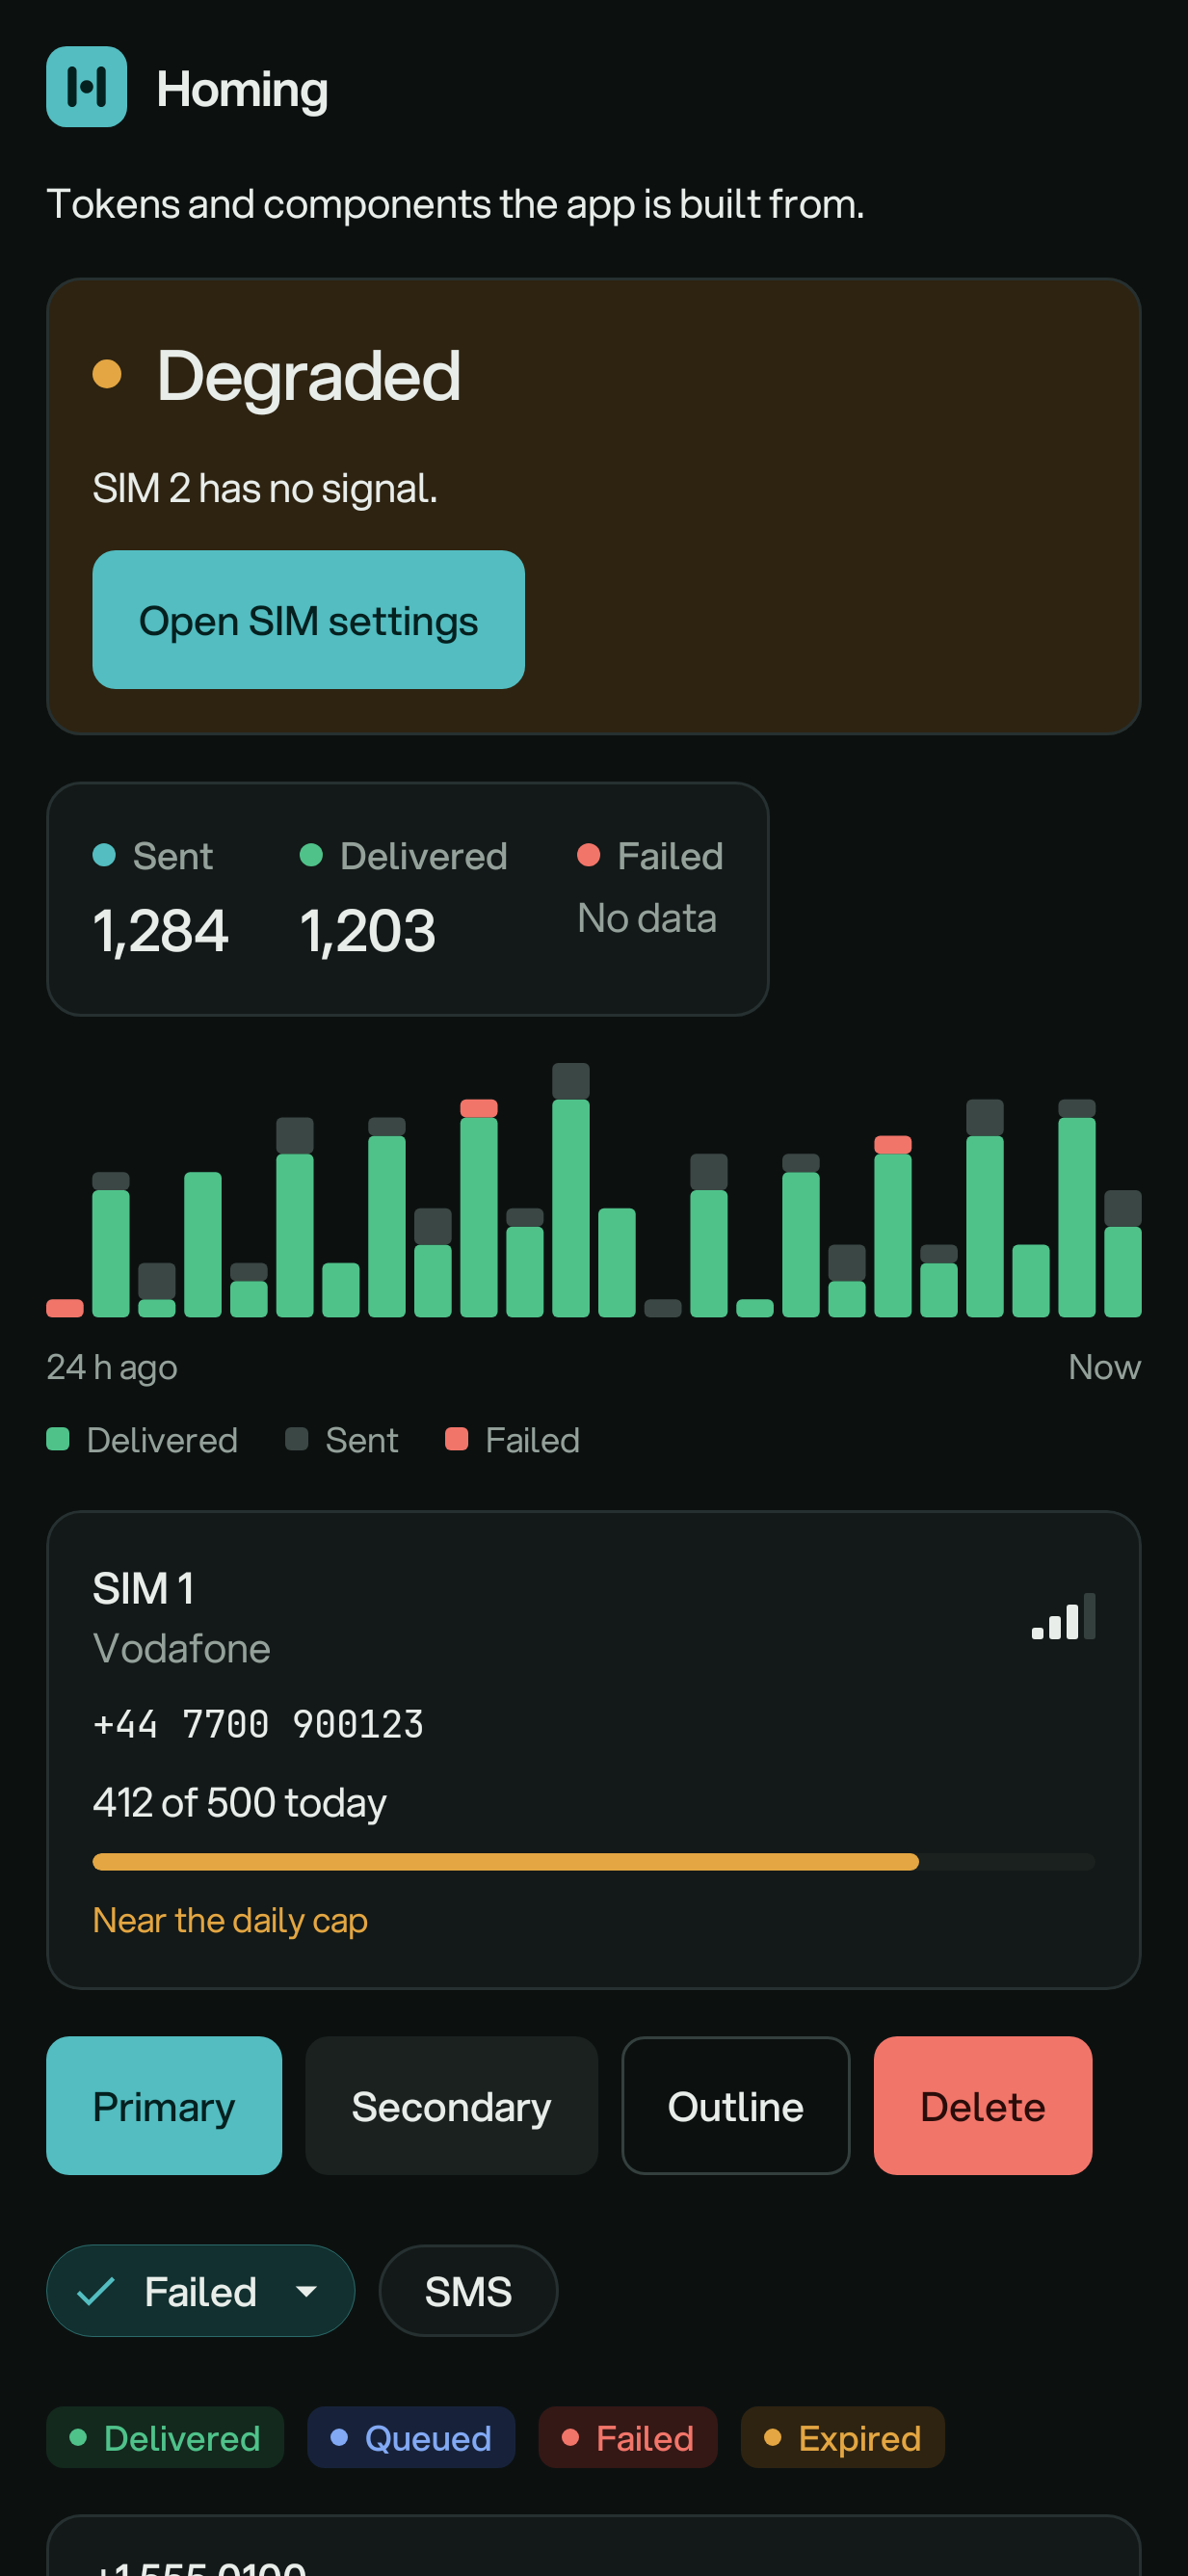 Homing
Tokens and components the app is built from.
Degraded
SIM 2 has no signal.
Open SIM settings
Sent Delivered Failed
1,284 1,203 No data
24 h ago Now
Delivered Sent Failed
SIM 1
Vodafone
+44 7700 900123
412 of 500 today
Near the daily cap
Primary Secondary Outline Delete
Failed SMS
Delivered Queued Failed Expired
+1 555 0100